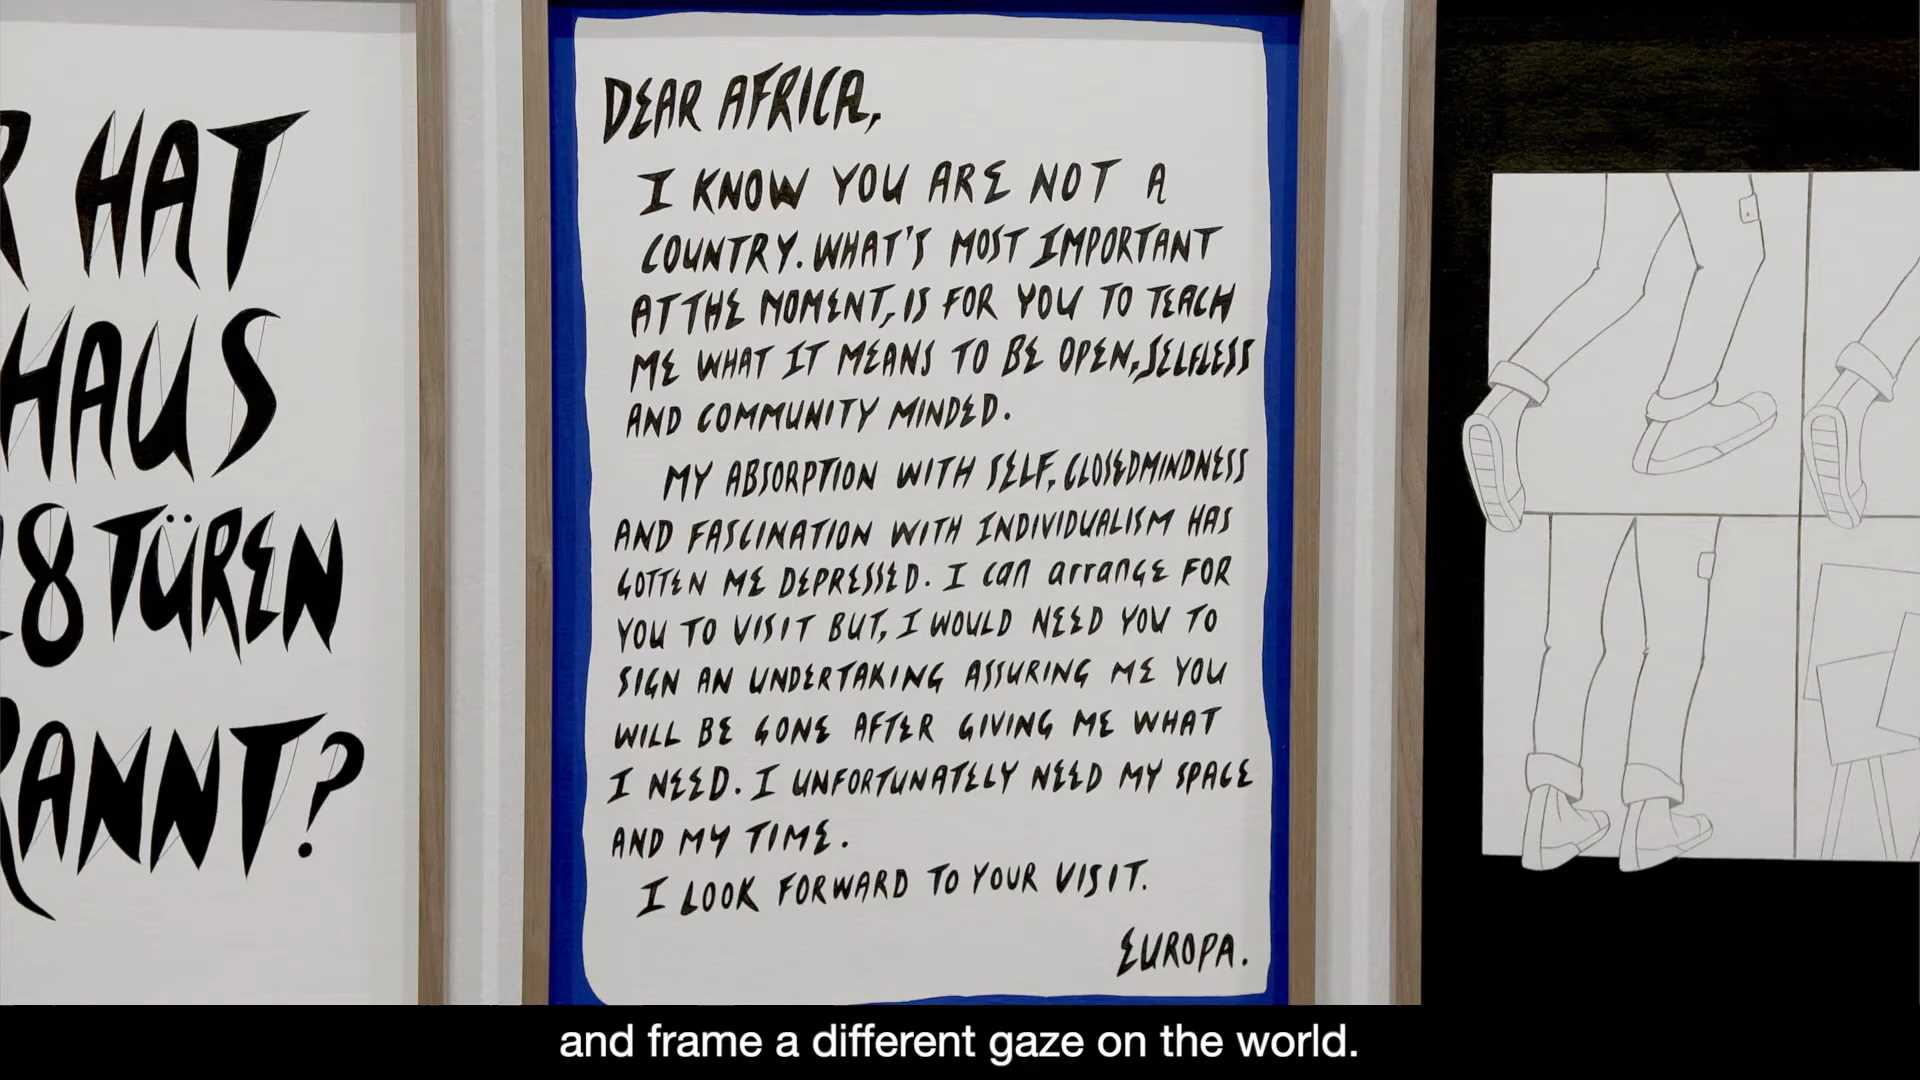 HAT
HAUS
8 TÜREN
RANNT?
DEAR AFRICA,
I KNOW YOU ARE NOT A
COUNTRY. WHAT'S MOST IMPORTANT
AT THE MOMENT, IS FOR YOU TO TEACH
ME WHAT IT MEANS TO BE OPEN, SELFLESS
AND COMMUNITY MINDED.
MY ABSORPTION WITH SELF, CLOSEDMINDNESS
AND FASCINATION WITH INDIVIDUALISM HAS
GOTTEN ME DEPRESSED. I can arrange FOR
YOU TO VISIT BUT, I WOULD NEED YOU TO
SIGN AN UNDERTAKING ASSURING ME YOU
WILL BE GONE AFTER GIVING ME WHAT
I NEED. I UNFORTUNATELY NEED MY SPACE
AND MY TIME.
I LOOK FORWARD TO YOUR VISIT.
EUROPA.
and frame a different gaze on the world.